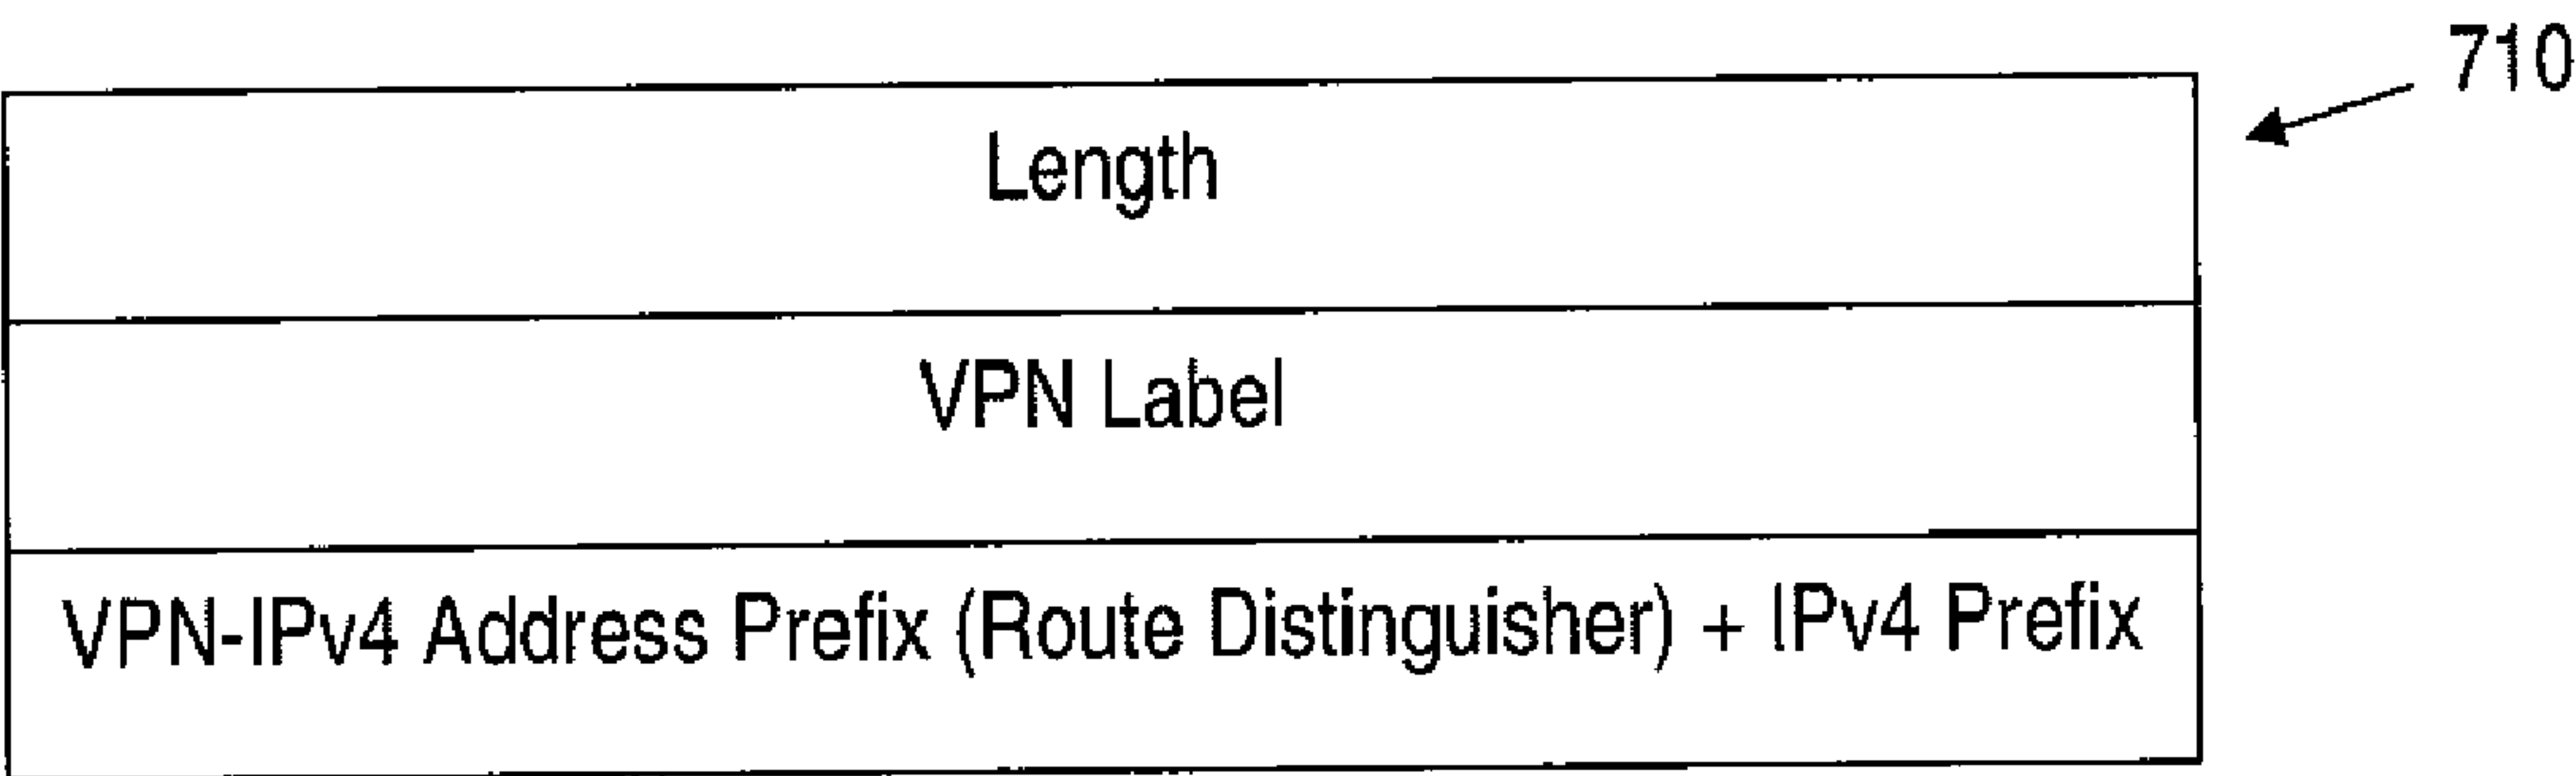 710
Length
VPN Label
VPN-IPv4 Address Prefix (Route Distinguisher) + IPv4 Prefix